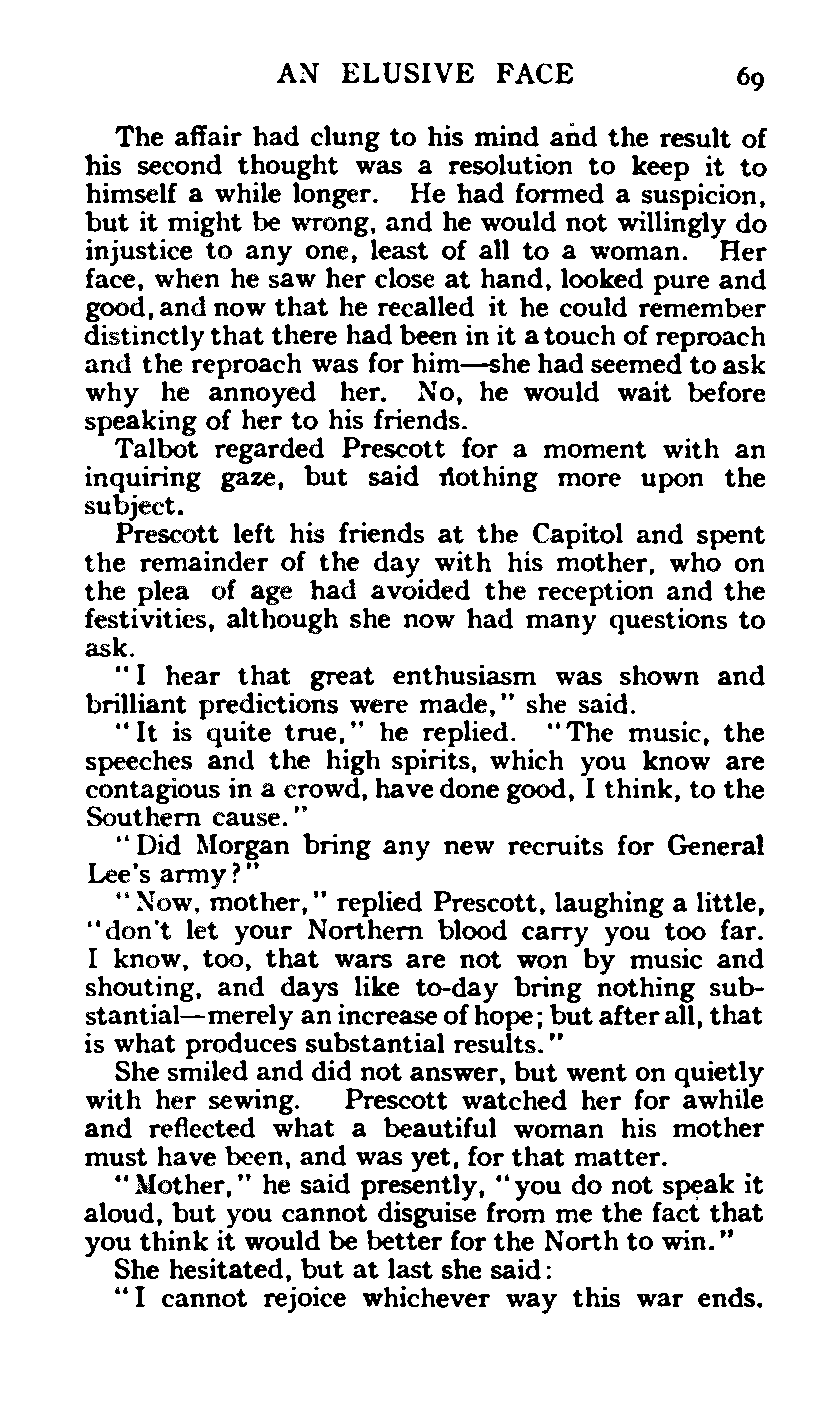 AN ELUSIVE FACE 69
The affair had clung to his mind and the result of
his second thought was a resolution to keep it to
himself a while longer. He had formed a suspicion,
but it might be wrong, and he would not willingly do
injustice to any one, least of all to a woman. Her
face, when he saw her close at hand, looked pure and
good, and now that he recalled it he could remember
distinctly that there had been in it a touch of reproach
and the reproach was for him—she had seemed to ask
why he annoyed her. No, he would wait before
speaking of her to his friends.
Talbot regarded Prescott for a moment with an
inquiring gaze, but said nothing more upon the
subject.
Prescott left his friends at the Capitol and spent
the remainder of the day with his mother, who on
the plea of age had avoided the reception and the
festivities, although she now had many questions to
ask.
"I hear that great enthusiasm was shown and
brilliant predictions were made," she said.
"It is quite true," he replied. "The music, the
speeches and the high spirits, which you know are
contagious in a crowd, have done good, I think, to the
Southern cause."
"Did Morgan bring any new recruits for General
Lee's army?"
"Now, mother," replied Prescott, laughing a little,
"don't let your Northern blood carry you too far.
I know, too, that wars are not won by music and
shouting, and days like to-day bring nothing sub-
stantial—merely an increase of hope; but after all, that
is what produces substantial results."
She smiled and did not answer, but went on quietly
with her sewing. Prescott watched her for awhile
and reflected what a beautiful woman his mother
must have been, and was yet, for that matter.
"Mother," he said presently, "you do not speak it
aloud, but you cannot disguise from me the fact that
you think it would be better for the North to win."
She hesitated, but at last she said:
"I cannot rejoice whichever way this war ends.